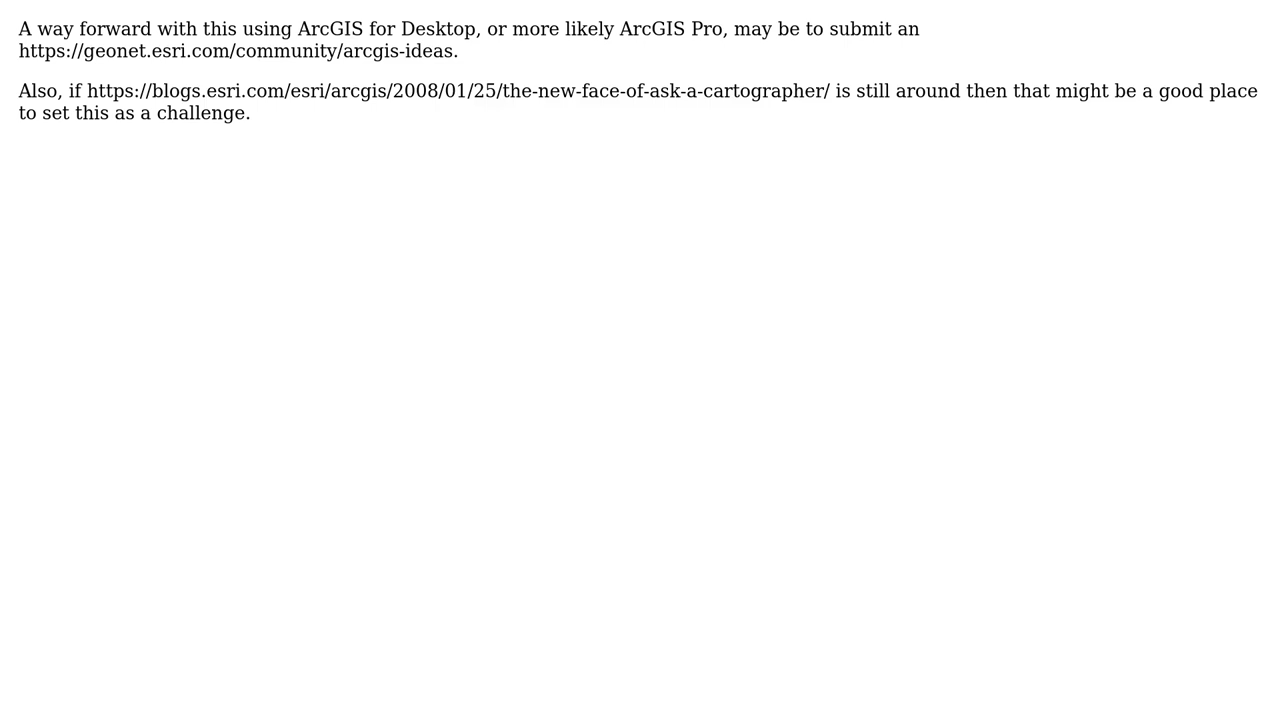 A way forward with this using ArcGIS for Desktop, or more likely ArcGIS Pro, may be to submit an
https://geonet.esri.com/community/arcgis-ideas.
Also, if https://blogs.esri.com/esri/arcgis/2008/01/25/the-new-face-of-ask-a-cartographer/ is still around then that might be a good place
to set this as a challenge.